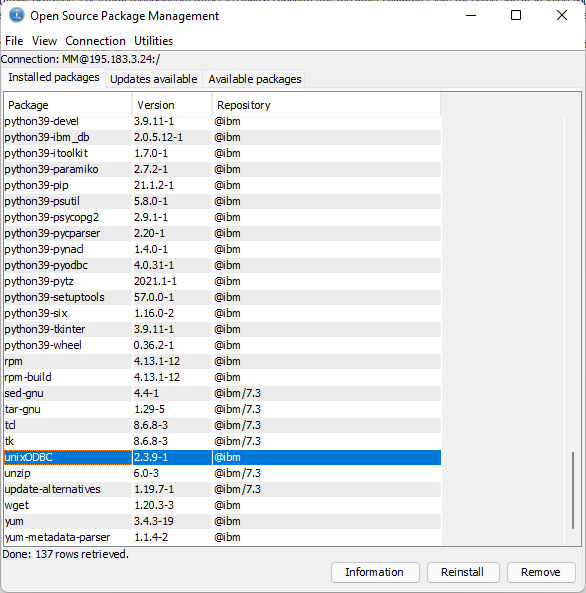 Open Source Package Management
File View Connection Utilities
Connection: MM@195.183.3.24:/
Installed packages Updates available Available packages
Package Version Repository
python39-devel 3.9.11-1 @ibm
python39-ibm_db 2.0.5.12-1 @ibm
python39-itoolkit 1.7.0-1 @ibm
python39-paramiko 2.7.2-1 @ibm
python39-pip 21.1.2-1 @ibm
python39-psutil 5.8.0-1 @ibm
python39-psycopg2 2.9.1-1 @ibm
python39-pycparser 2.20-1 @ibm
python39-pynacl 1.4.0-1 @ibm
python39-pyodbc 4.0.31-1 @ibm
python39-pytz 2021.1-1 @ibm
python39-setuptools 57.0.0-1 @ibm
python39-six 1.16.0-2 @ibm
python39-tkinter 3.9.11-1 @ibm
python39-wheel 0.36.2-1 @ibm
rpm 4.13.1-12 @ibm
rpm-build 4.13.1-12 @ibm
sed-gnu 4.4-1 @ibm/7.3
tar-gnu 1.29-5 @ibm/7.3
tcl 8.6.8-3 @ibm/7.3
tk 8.6.8-3 @ibm/7.3
unixODBC 2.3.9-1 @ibm
unzip 6.0-3 @ibm/7.3
update-alternatives 1.19.7-1 @ibm/7.3
wget 1.20.3-3 @ibm
yum 3.4.3-19 @ibm
yum-metadata-parser 1.1.4-2 @ibm
Done: 137 rows retrieved.
Information Reinstall Remove